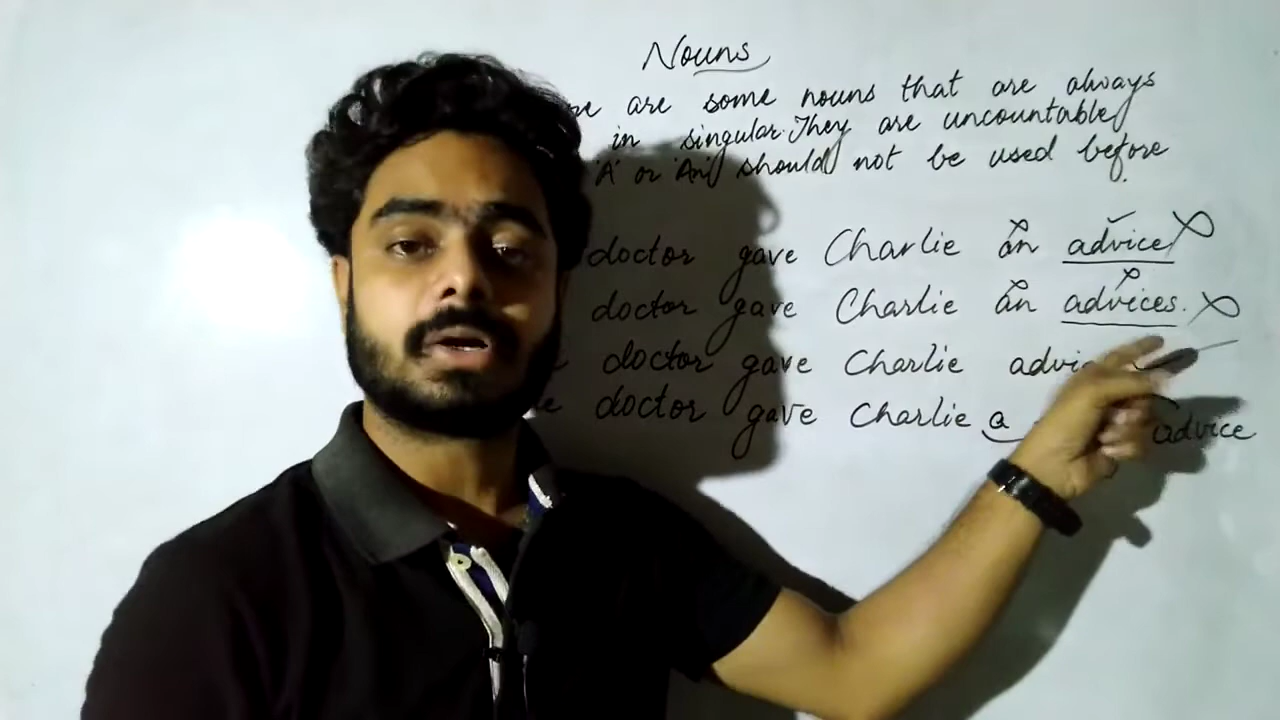 Nouns
are some nouns that are always
in singular. They are uncountable
'A' or 'An' should not be used before
doctor gave Charlie an advice
doctor gave Charlie an advices.
doctor gave Charlie
doctor gave Charlie a advice